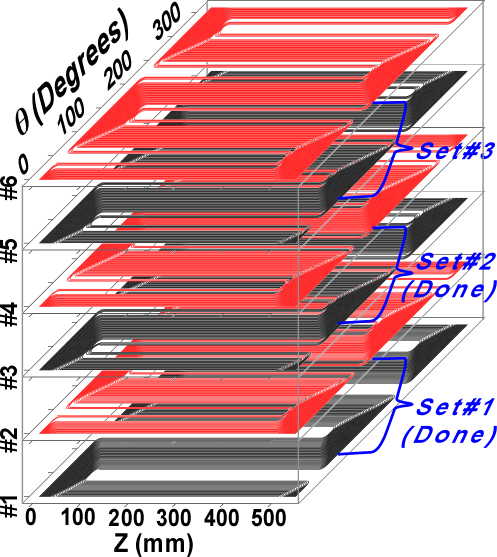 θ (Degrees)
0
100
200
300
#6
#5
#4
#3
#2
#1
Set#3
Set#2
(Done)
Set#1
(Done)
0 100 200 300 400 500
Z (mm)